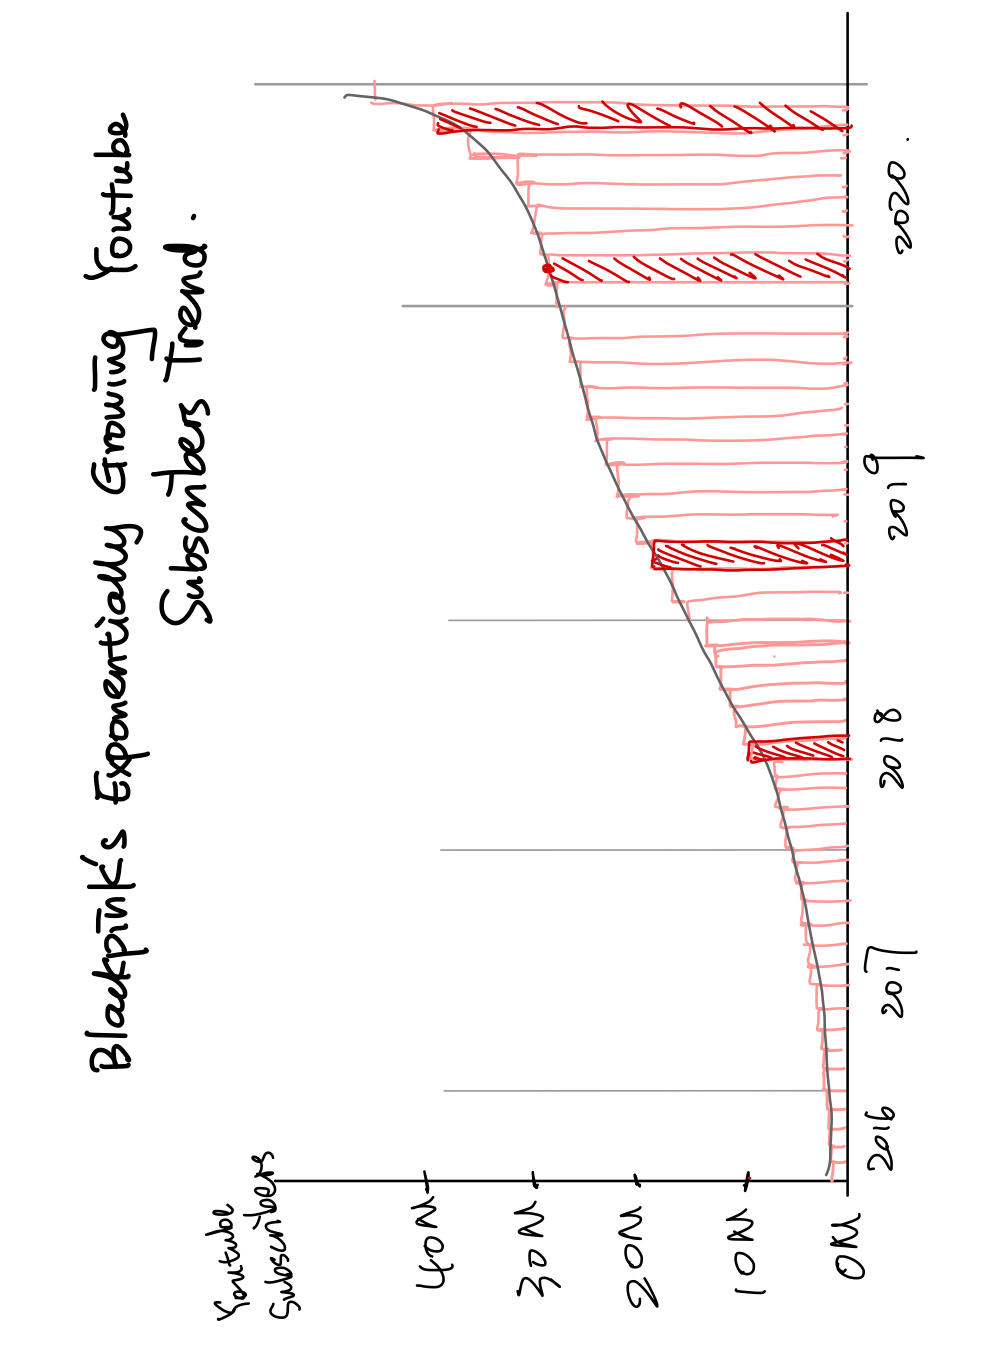 Blackpink's Exponentially Growing Youtube
Subscribers Trend.
Youtube
Subscribers
40M
30M
20M
10M
0M
2016
2017
2018
2019
2020.